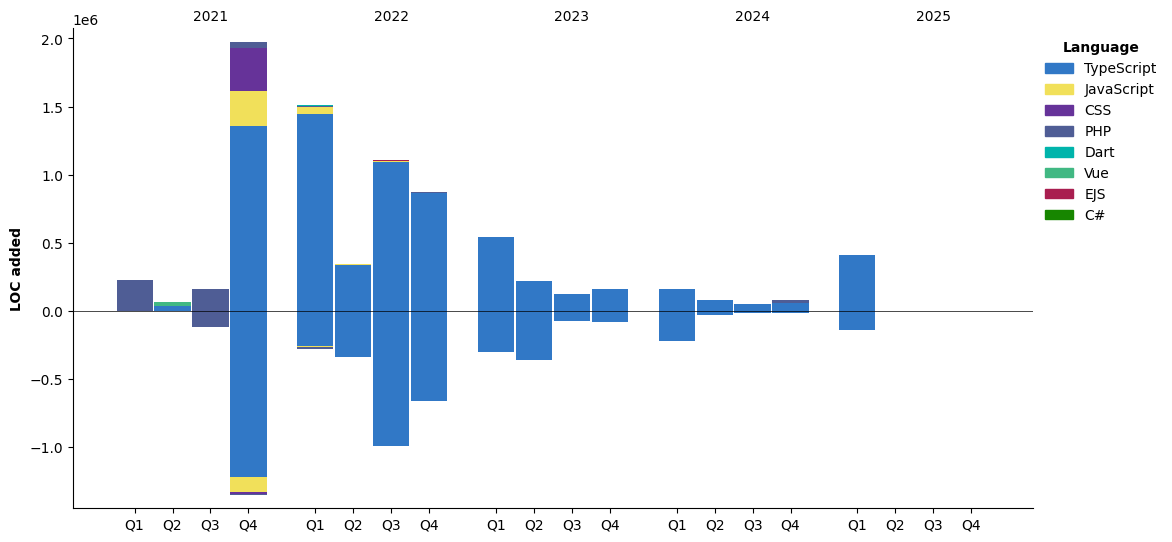 1e6
2021 2022 2023 2024 2025
2.0
1.5
1.0
0.5
0.0
−0.5
−1.0
LOC added
Q1 Q2 Q3 Q4 Q1 Q2 Q3 Q4 Q1 Q2 Q3 Q4 Q1 Q2 Q3 Q4 Q1 Q2 Q3 Q4
Language
TypeScript
JavaScript
CSS
PHP
Dart
Vue
EJS
C#